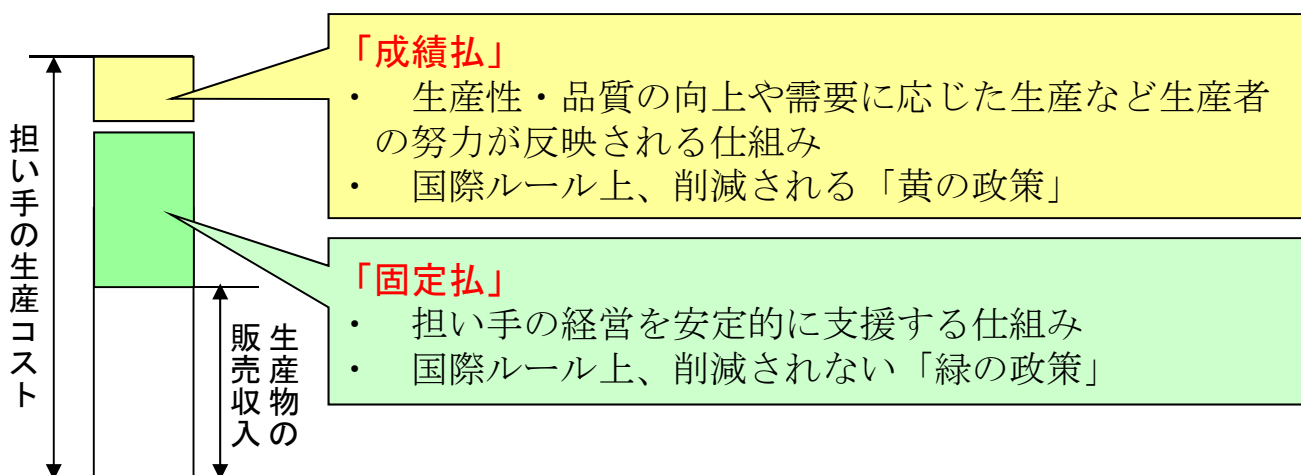 「成績払」
・　生産性・品質の向上や需要に応じた生産など生産者
の努力が反映される仕組み
・　国際ルール上、削減される「黄の政策」
担い手の生産コスト
「固定払」
・　担い手の経営を安定的に支援する仕組み
・　国際ルール上、削減されない「緑の政策」
生産物の
販売収入